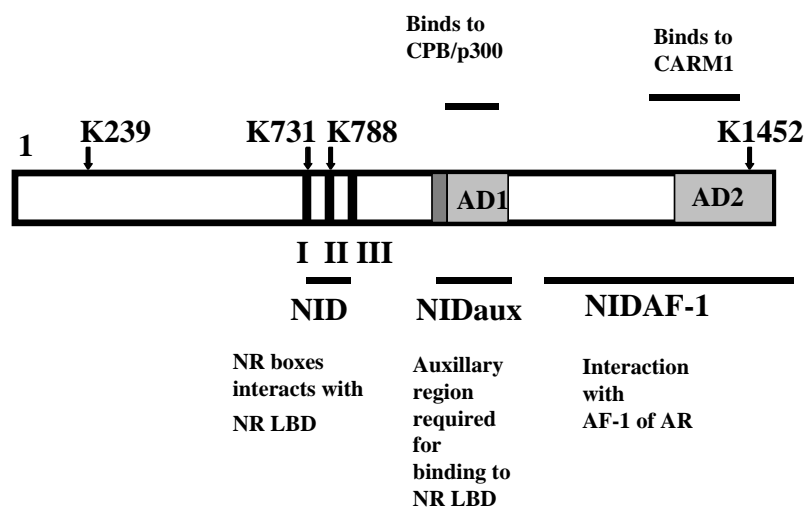 Binds to
CPB/p300
Binds to
CARM1
1
K239
K731
K788
K1452
AD1
AD2
I II III
NID
NIDaux
NIDAF-1
NR boxes
interacts with
NR LBD
Auxillary
region
required
for
binding to
NR LBD
Interaction
with
AF-1 of AR